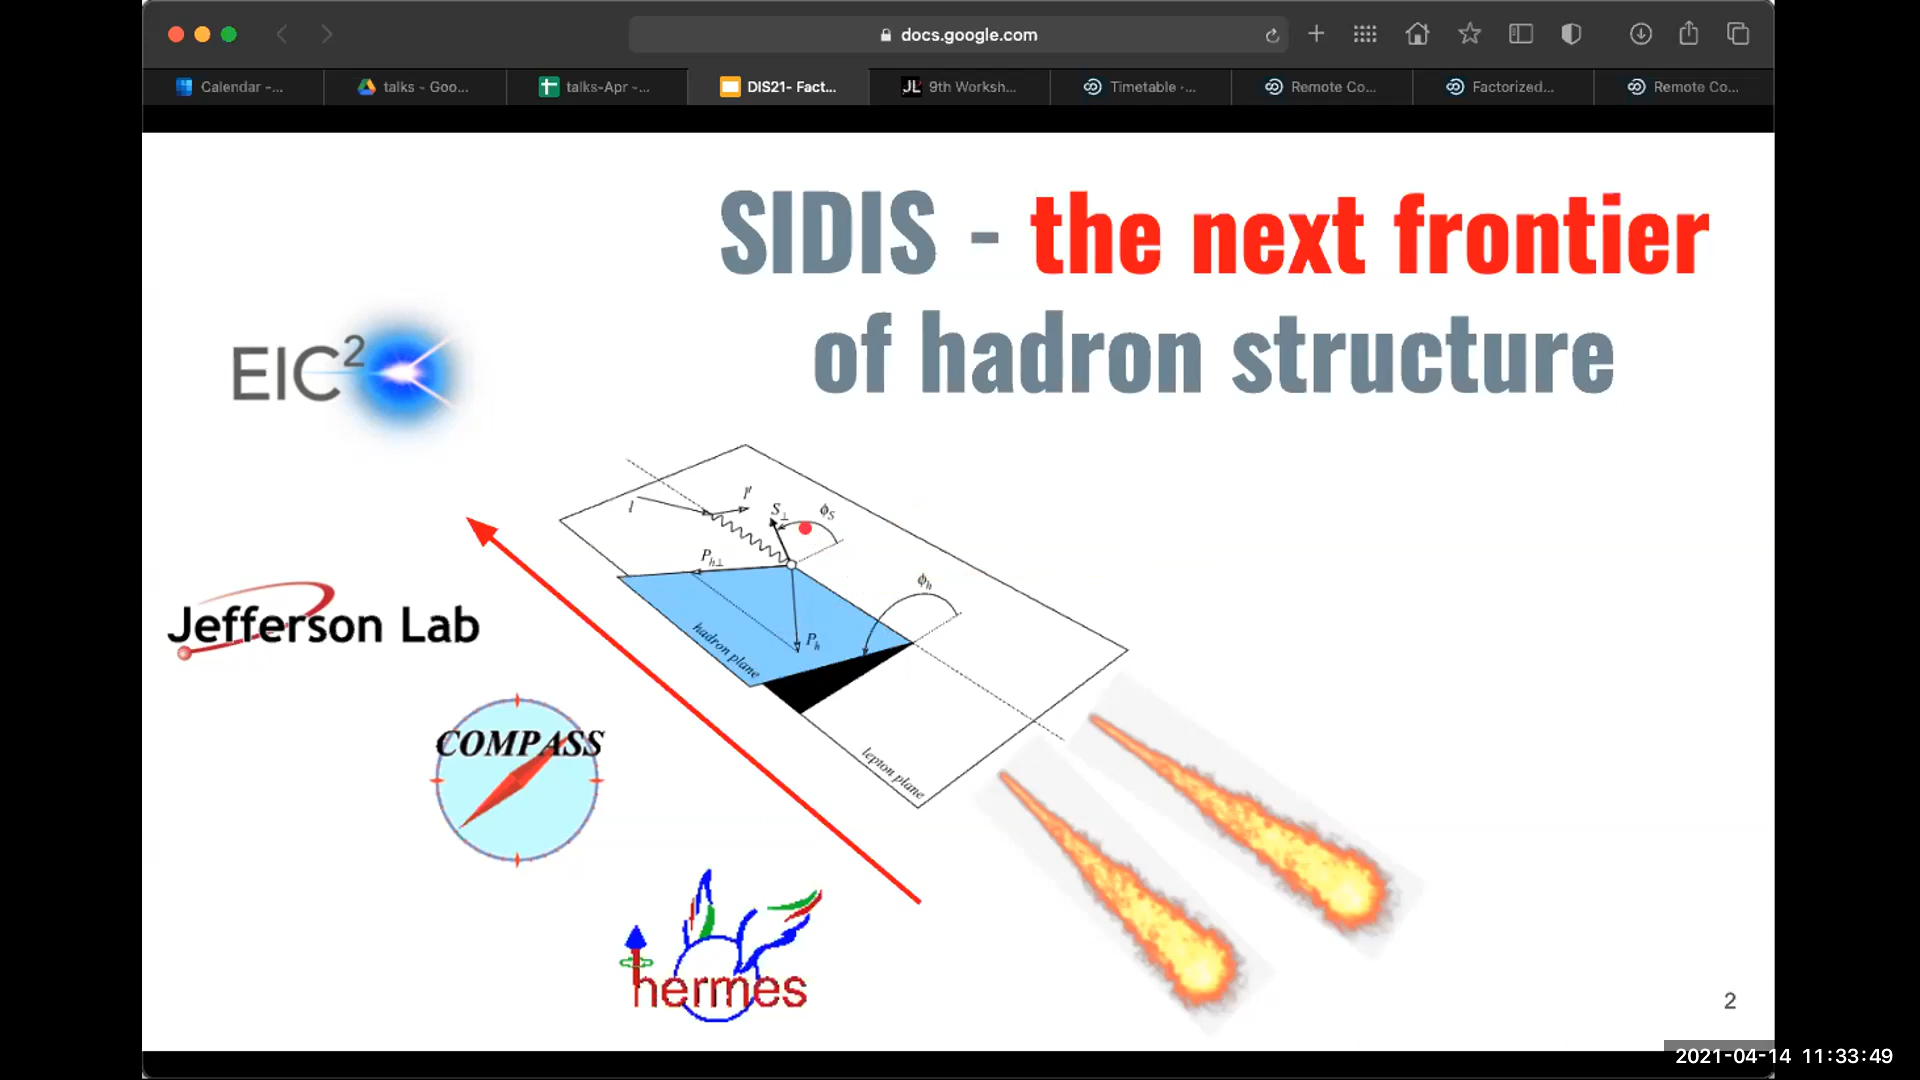 docs.google.com
Calendar -...
talks - Goo...
talks-Apr -...
DIS21- Fact...
JL 9th Worksh...
Timetable -...
Remote Co...
Factorized...
Remote Co...
SIDIS - the next frontier
of hadron structure
EIC²
l
l'
S⊥
ϕS
Ph⊥
ϕh
Ph
hadron plane
lepton plane
Jefferson Lab
COMPASS
hermes
2
2021-04-14 11:33:49